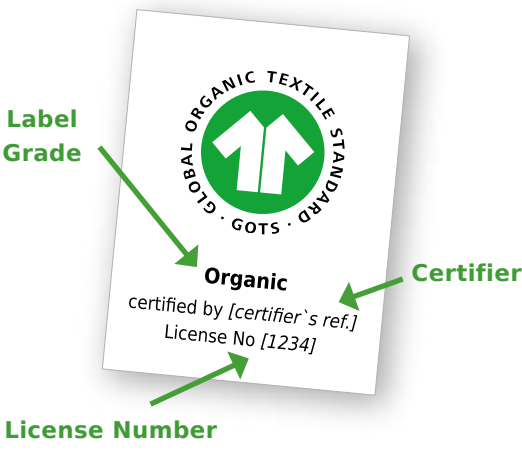 GLOBAL ORGANIC TEXTILE STANDARD · GOTS ·
Label
Grade
Organic
Certifier
certified by [certifier`s ref.]
License No [1234]
License Number